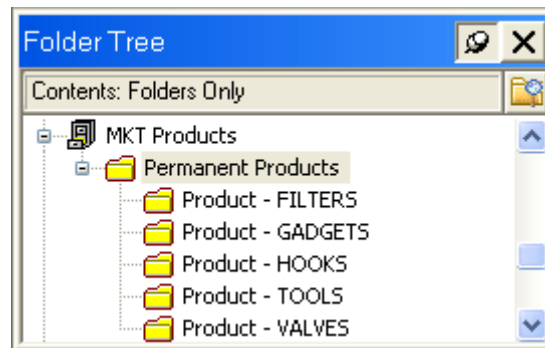 Folder Tree
Contents: Folders Only
MKT Products
Permanent Products
Product - FILTERS
Product - GADGETS
Product - HOOKS
Product - TOOLS
Product - VALVES